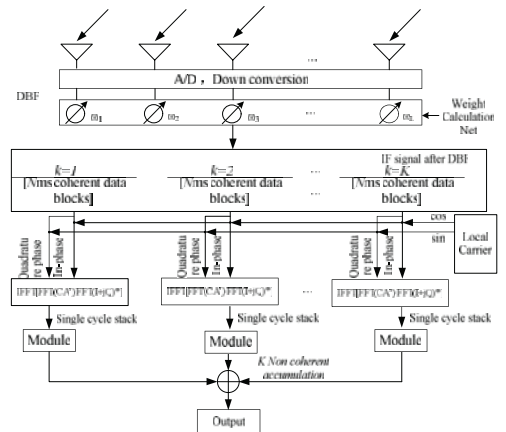 ...
A/D , Down conversion
DBF
ω1
ω2
ω3
...
ωL
Weight
Calculation
Net
IF signal after DBF
k=1
k=2
...
k=K
[Nms coherent data
blocks]
[Nms coherent data
blocks]
...
[Nms coherent data
blocks]
cos
sin
Local
Carrier
Quadratu
re phase
In-phase
Quadratu
re phase
In-phase
Quadratu
re phase
In-phase
IFFT[FFT(CA')·FFT(I+jQ)*]
IFFT[FFT(CA')·FFT(I+jQ)*]
...
IFFT[FFT(CA')·FFT(I+jQ)*]
Single cycle stack
Single cycle stack
Single cycle stack
Module
Module
Module
K Non coherent
accumulation
Output